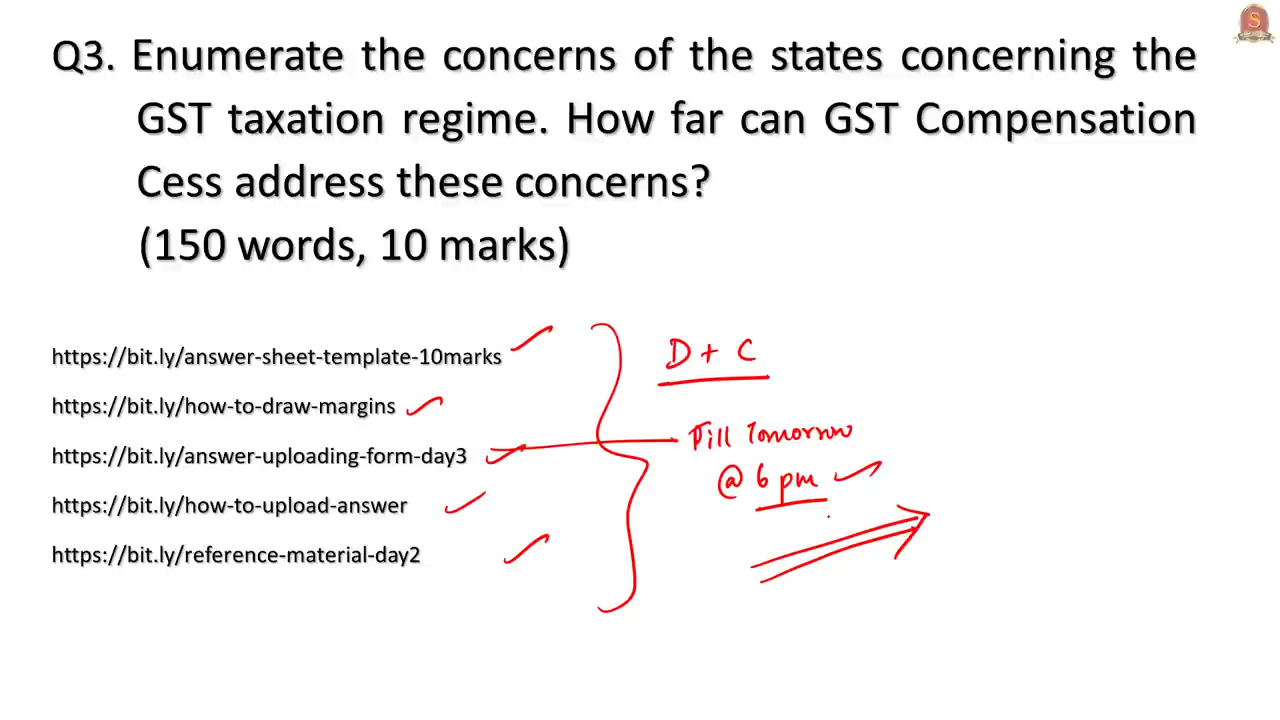 Q3. Enumerate the concerns of the states concerning the
GST taxation regime. How far can GST Compensation
Cess address these concerns?
(150 words, 10 marks)
https://bit.ly/answer-sheet-template-10marks
https://bit.ly/how-to-draw-margins
https://bit.ly/answer-uploading-form-day3
https://bit.ly/how-to-upload-answer
https://bit.ly/reference-material-day2
D + C
Till tomorrow
@ 6 pm
S